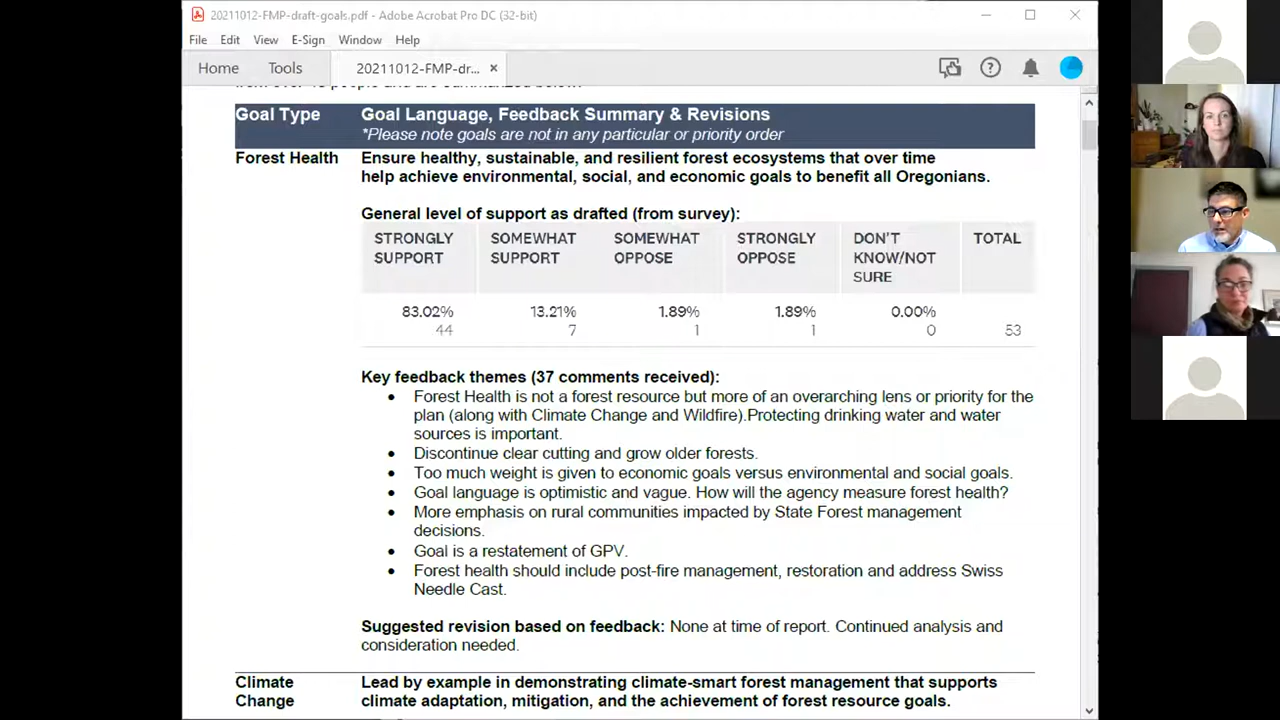 20211012-FMP-draft-goals.pdf - Adobe Acrobat Pro DC (32-bit)
File Edit View E-Sign Window Help
Home Tools 20211012-FMP-dr... ×
Goal Type Goal Language, Feedback Summary & Revisions
*Please note goals are not in any particular or priority order
Forest Health Ensure healthy, sustainable, and resilient forest ecosystems that over time
help achieve environmental, social, and economic goals to benefit all Oregonians.
General level of support as drafted (from survey):
STRONGLY SUPPORT SOMEWHAT SUPPORT SOMEWHAT OPPOSE STRONGLY OPPOSE DON'T KNOW/NOT SURE TOTAL
83.02% 13.21% 1.89% 1.89% 0.00%
44 7 1 1 0 53
Key feedback themes (37 comments received):
• Forest Health is not a forest resource but more of an overarching lens or priority for the
plan (along with Climate Change and Wildfire).Protecting drinking water and water
sources is important.
• Discontinue clear cutting and grow older forests.
• Too much weight is given to economic goals versus environmental and social goals.
• Goal language is optimistic and vague. How will the agency measure forest health?
• More emphasis on rural communities impacted by State Forest management
decisions.
• Goal is a restatement of GPV.
• Forest health should include post-fire management, restoration and address Swiss
Needle Cast.
Suggested revision based on feedback: None at time of report. Continued analysis and
consideration needed.
Climate Change Lead by example in demonstrating climate-smart forest management that supports
climate adaptation, mitigation, and the achievement of forest resource goals.